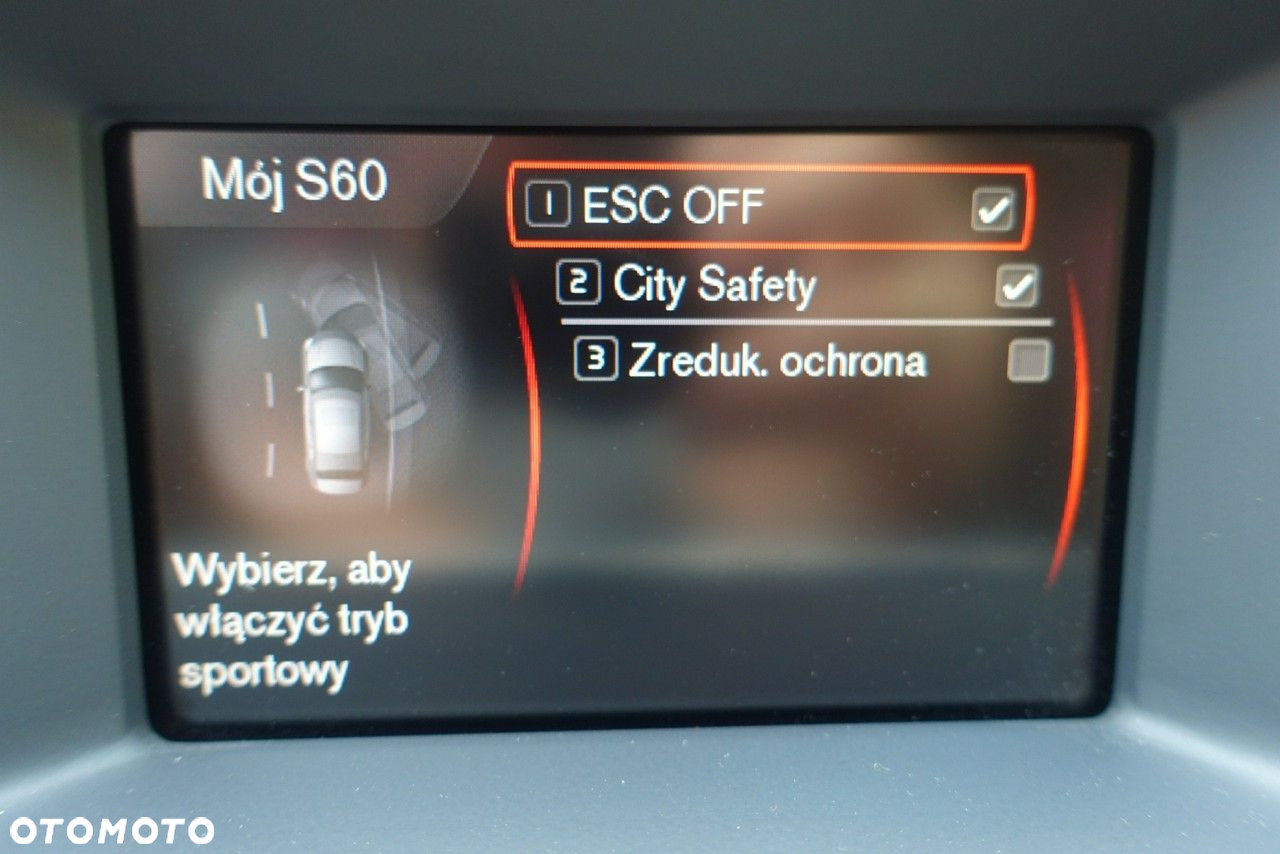 Mój S60
1 ESC OFF
2 City Safety
3 Zreduk. ochrona
Wybierz, aby
włączyć tryb
sportowy
OTOMOTO